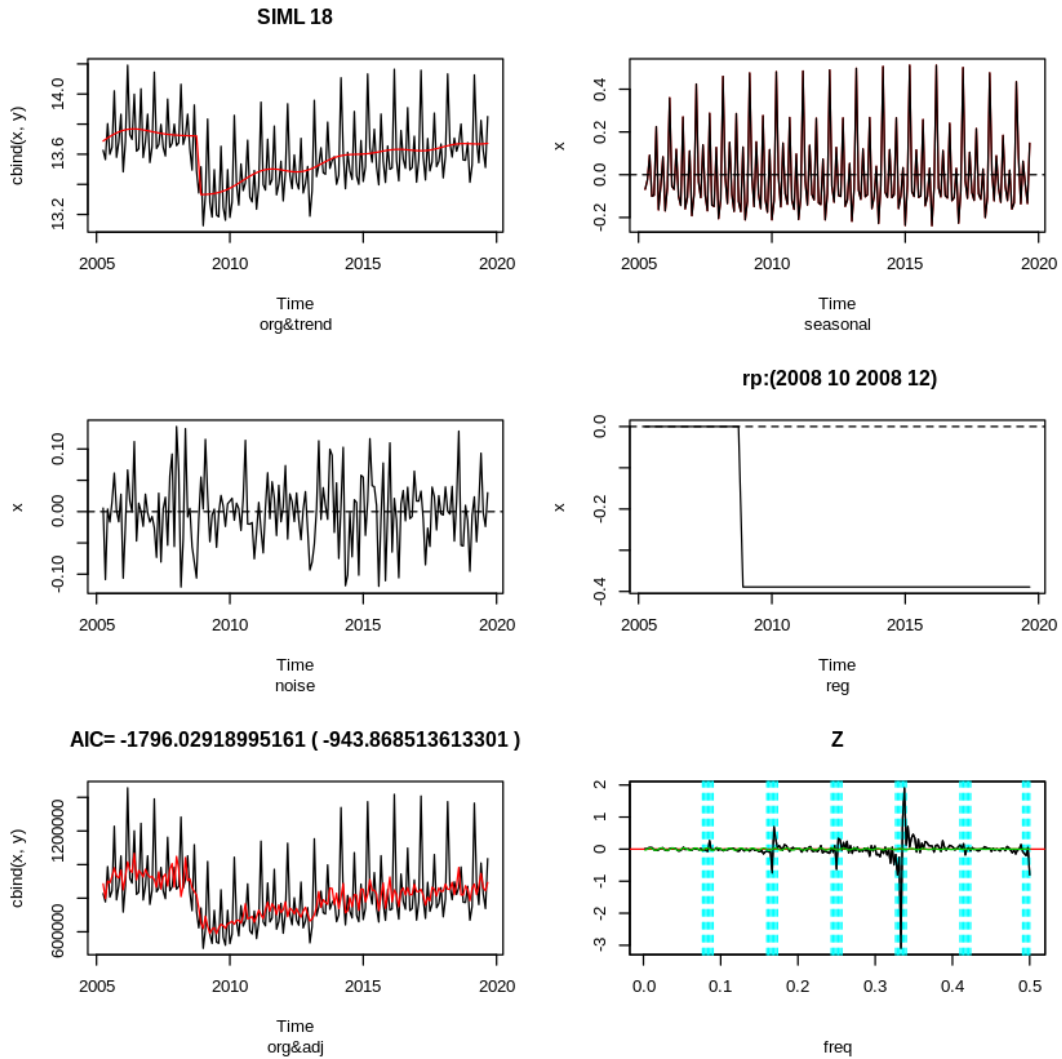 SIML 18
cbind(x, y)
13.2 13.6 14.0
2005 2010 2015 2020
Time
org&trend
x
-0.2 0.0 0.2 0.4
2005 2010 2015 2020
Time
seasonal
x
-0.10 0.00 0.10
2005 2010 2015 2020
Time
noise
rp:(2008 10 2008 12)
x
-0.4 -0.2 0.0
2005 2010 2015 2020
Time
reg
AIC= -1796.02918995161 ( -943.868513613301 )
cbind(x, y)
600000 1200000
2005 2010 2015 2020
Time
org&adj
Z
2
1
0
-1
-2
-3
0.0 0.1 0.2 0.3 0.4 0.5
freq